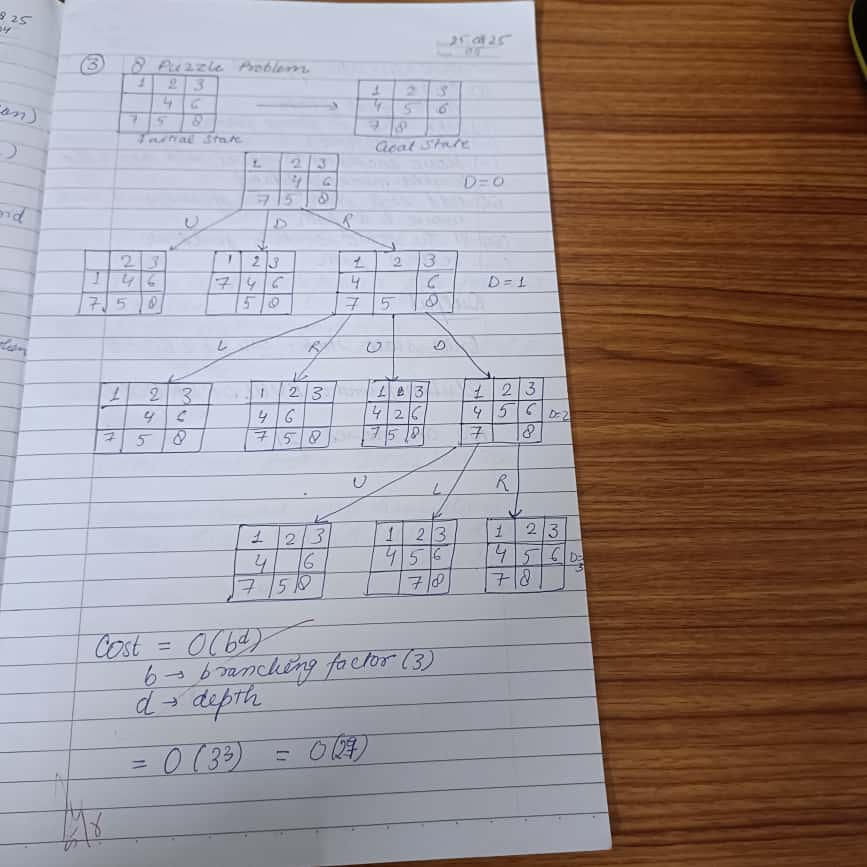 25.08.25
05
③ 8 Puzzle Problem
1 2 3
4 6
7 5 8
Initial State
1 2 3
4 5 6
7 8
Goal State
1 2 3
4 6
7 5 8
D=0
U D R
2 3
1 4 6
7 5 8
1 2 3
7 4 6
5 8
1 2 3
4 6
7 5 8
D=1
L R U D
1 2 3
4 6
7 5 8
1 2 3
4 6
7 5 8
1 2 3
4 2 6
7 5 8
1 2 3
4 5 6
7 8
D=2
U L R
1 2 3
4 6
7 5 8
1 2 3
4 5 6
7 8
1 2 3
4 5 6
7 8
D=3
Cost = O(b^d)
b → branching factor (3)
d → depth
= O(3^3) = O(27)